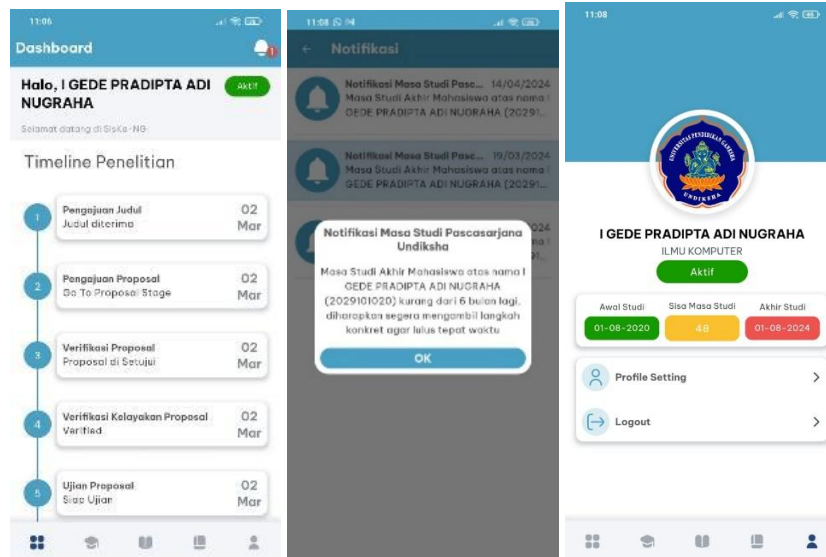 11:06
Dashboard
Halo, I GEDE PRADIPTA ADI
NUGRAHA
Aktif
Selamat datang di SisKa-NG
Timeline Penelitian
1
Pengajuan Judul
Judul diterima
02
Mar
2
Pengajuan Proposal
Go To Proposal Stage
02
Mar
3
Verifikasi Proposal
Proposal di Setujui
02
Mar
4
Verifikasi Kelayakan Proposal
Verified
02
Mar
5
Ujian Proposal
Siap Ujian
02
Mar
11:08
Notifikasi
Notifikasi Masa Studi Pasc... 14/04/2024
Masa Studi Akhir Mahasiswa atas nama I
GEDE PRADIPTA ADI NUGRAHA (20291...
Notifikasi Masa Studi Pasc... 19/03/2024
Masa Studi Akhir Mahasiswa atas nama I
GEDE PRADIPTA ADI NUGRAHA (20291...
Notifikasi Masa Studi Pascasarjana
Undiksha
Masa Studi Akhir Mahasiswa atas nama I
GEDE PRADIPTA ADI NUGRAHA
(2029101020) kurang dari 6 bulan lagi,
diharapkan segera mengambil langkah
konkret agar lulus tepat waktu
OK
11:08
UNIVERSITAS PENDIDIKAN GANESHA
UNDIKSHA
I GEDE PRADIPTA ADI NUGRAHA
ILMU KOMPUTER
Aktif
Awal Studi
Sisa Masa Studi
Akhir Studi
01-08-2020
48
01-08-2024
Profile Setting
Logout